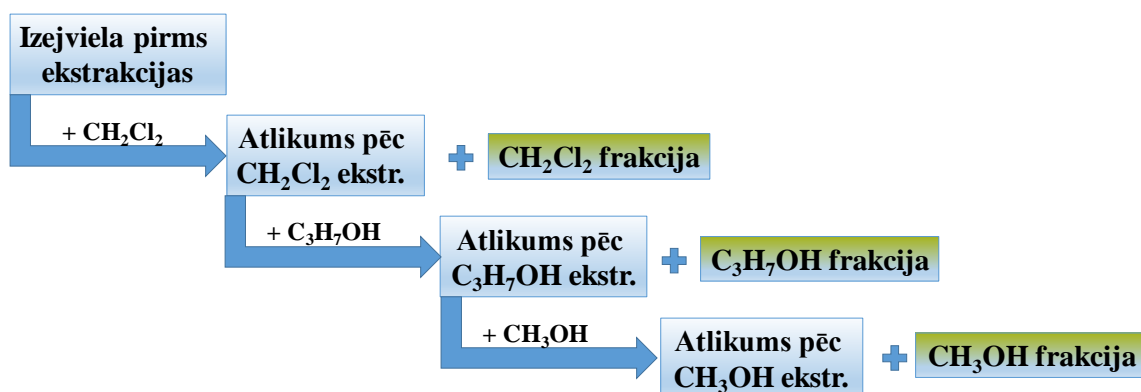 Izejviela pirms
ekstrakcijas
+ CH₂Cl₂
Atlikums pēc
CH₂Cl₂ ekstr.
CH₂Cl₂ frakcija
+ C₃H₇OH
Atlikums pēc
C₃H₇OH ekstr.
C₃H₇OH frakcija
+ CH₃OH
Atlikums pēc
CH₃OH ekstr.
CH₃OH frakcija